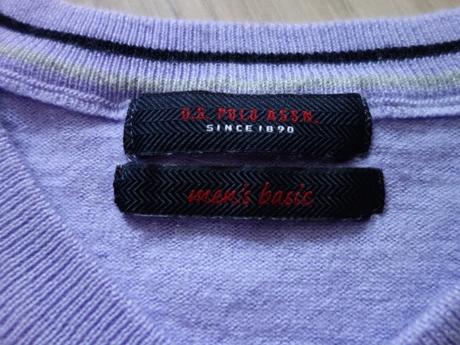 U.S. POLO ASSN.
SINCE 1890
men's basic